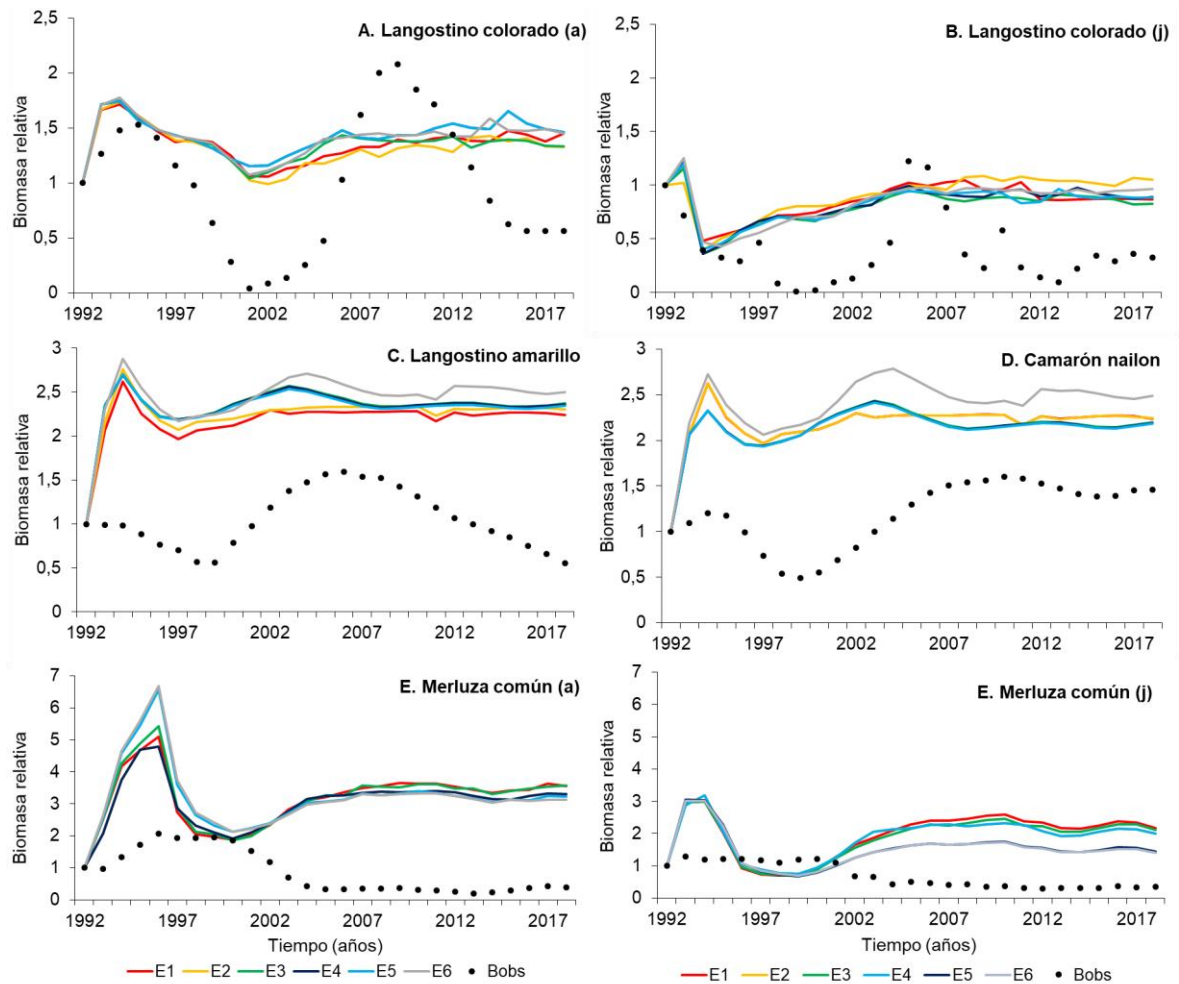 A. Langostino colorado (a)
Biomasa relativa
2,5
2
1,5
1
0,5
0
1992 1997 2002 2007 2012 2017
B. Langostino colorado (j)
Biomasa relativa
2,5
2
1,5
1
0,5
0
1992 1997 2002 2007 2012 2017
C. Langostino amarillo
Biomasa relativa
3
2,5
2
1,5
1
0,5
0
1992 1997 2002 2007 2012 2017
D. Camarón nailon
Biomasa relativa
3
2,5
2
1,5
1
0,5
0
1992 1997 2002 2007 2012 2017
E. Merluza común (a)
Biomasa relativa
7
6
5
4
3
2
1
0
1992 1997 2002 2007 2012 2017
Tiempo (años)
E1 E2 E3 E4 E5 E6 Bobs
E. Merluza común (j)
Biomasa relativa
7
6
5
4
3
2
1
0
1992 1997 2002 2007 2012 2017
Tiempo (años)
E1 E2 E3 E4 E5 E6 Bobs